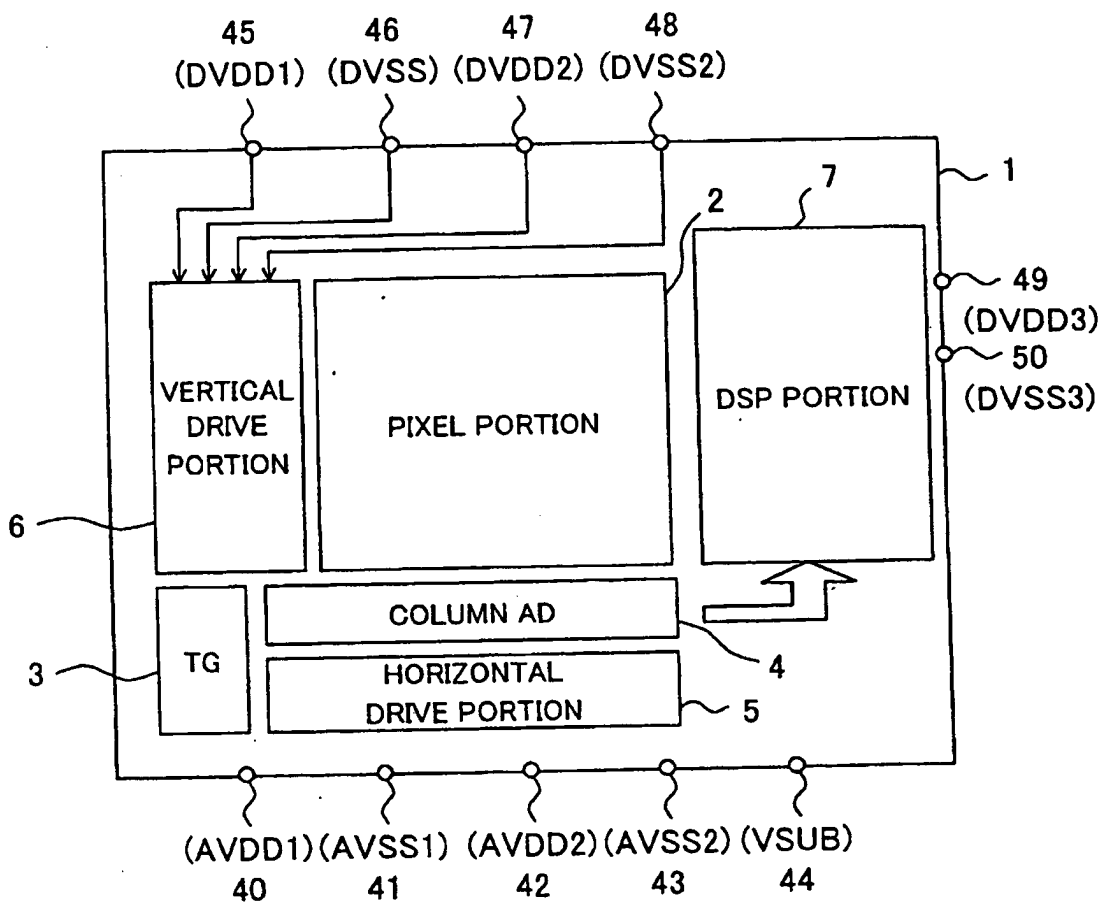 45 46 47 48
(DVDD1) (DVSS) (DVDD2) (DVSS2)
1
7
2
49
(DVDD3)
50
(DVSS3)
VERTICAL
DRIVE
PORTION
PIXEL PORTION
DSP PORTION
6
COLUMN AD
3
TG
4
HORIZONTAL
DRIVE PORTION
5
(AVDD1) (AVSS1) (AVDD2) (AVSS2) (VSUB)
40 41 42 43 44